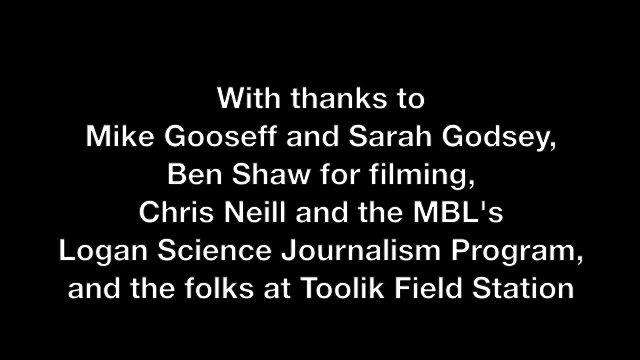 With thanks to
Mike Gooseff and Sarah Godsey,
Ben Shaw for filming,
Chris Neill and the MBL's
Logan Science Journalism Program,
and the folks at Toolik Field Station